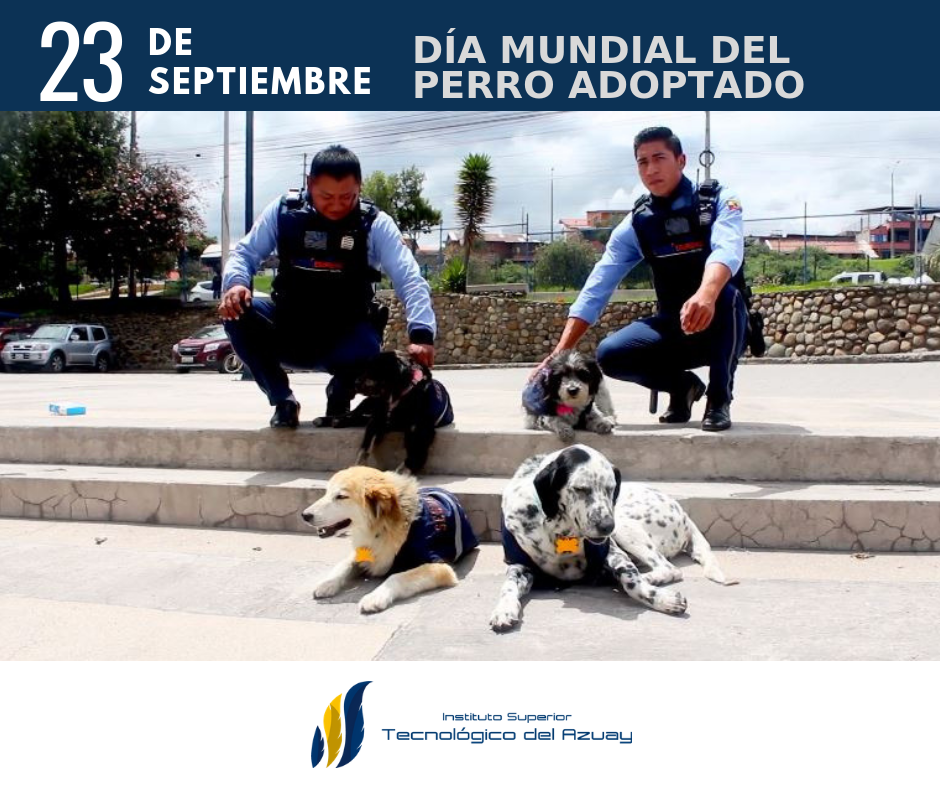 23
DE
SEPTIEMBRE
DÍA MUNDIAL DEL
PERRO ADOPTADO
Instituto Superior
Tecnológico del Azuay